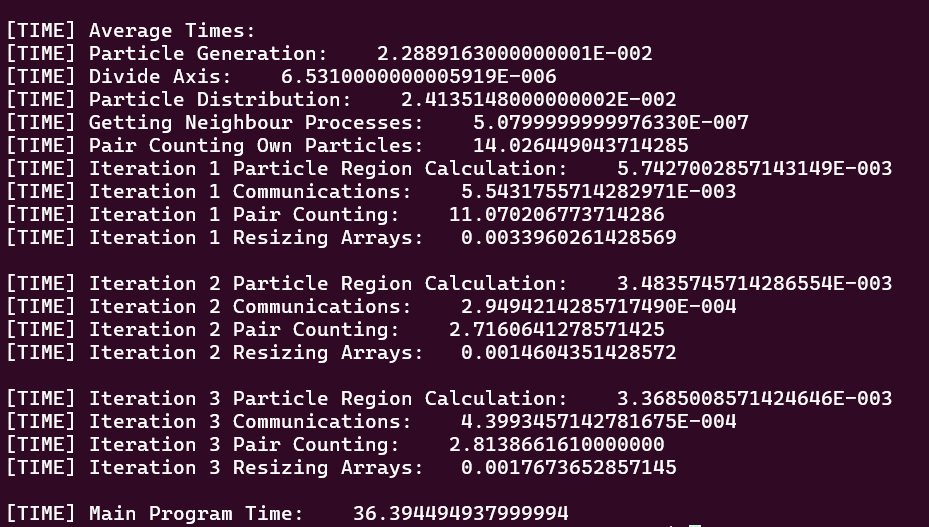 [TIME] Average Times:
[TIME] Particle Generation:    2.2889163000000001E-002
[TIME] Divide Axis:    6.5310000000005919E-006
[TIME] Particle Distribution:    2.4135148000000002E-002
[TIME] Getting Neighbour Processes:    5.0799999999976330E-007
[TIME] Pair Counting Own Particles:    14.026449043714285
[TIME] Iteration 1 Particle Region Calculation:    5.7427002857143149E-003
[TIME] Iteration 1 Communications:    5.5431755714282971E-003
[TIME] Iteration 1 Pair Counting:    11.070206773714286
[TIME] Iteration 1 Resizing Arrays:   0.0033960261428569
[TIME] Iteration 2 Particle Region Calculation:    3.4835745714286554E-003
[TIME] Iteration 2 Communications:    2.9494214285717490E-004
[TIME] Iteration 2 Pair Counting:    2.7160641278571425
[TIME] Iteration 2 Resizing Arrays:   0.0014604351428572
[TIME] Iteration 3 Particle Region Calculation:    3.3685008571424646E-003
[TIME] Iteration 3 Communications:    4.3993457142781675E-004
[TIME] Iteration 3 Pair Counting:    2.8138661610000000
[TIME] Iteration 3 Resizing Arrays:   0.0017673652857145
[TIME] Main Program Time:    36.394494937999994